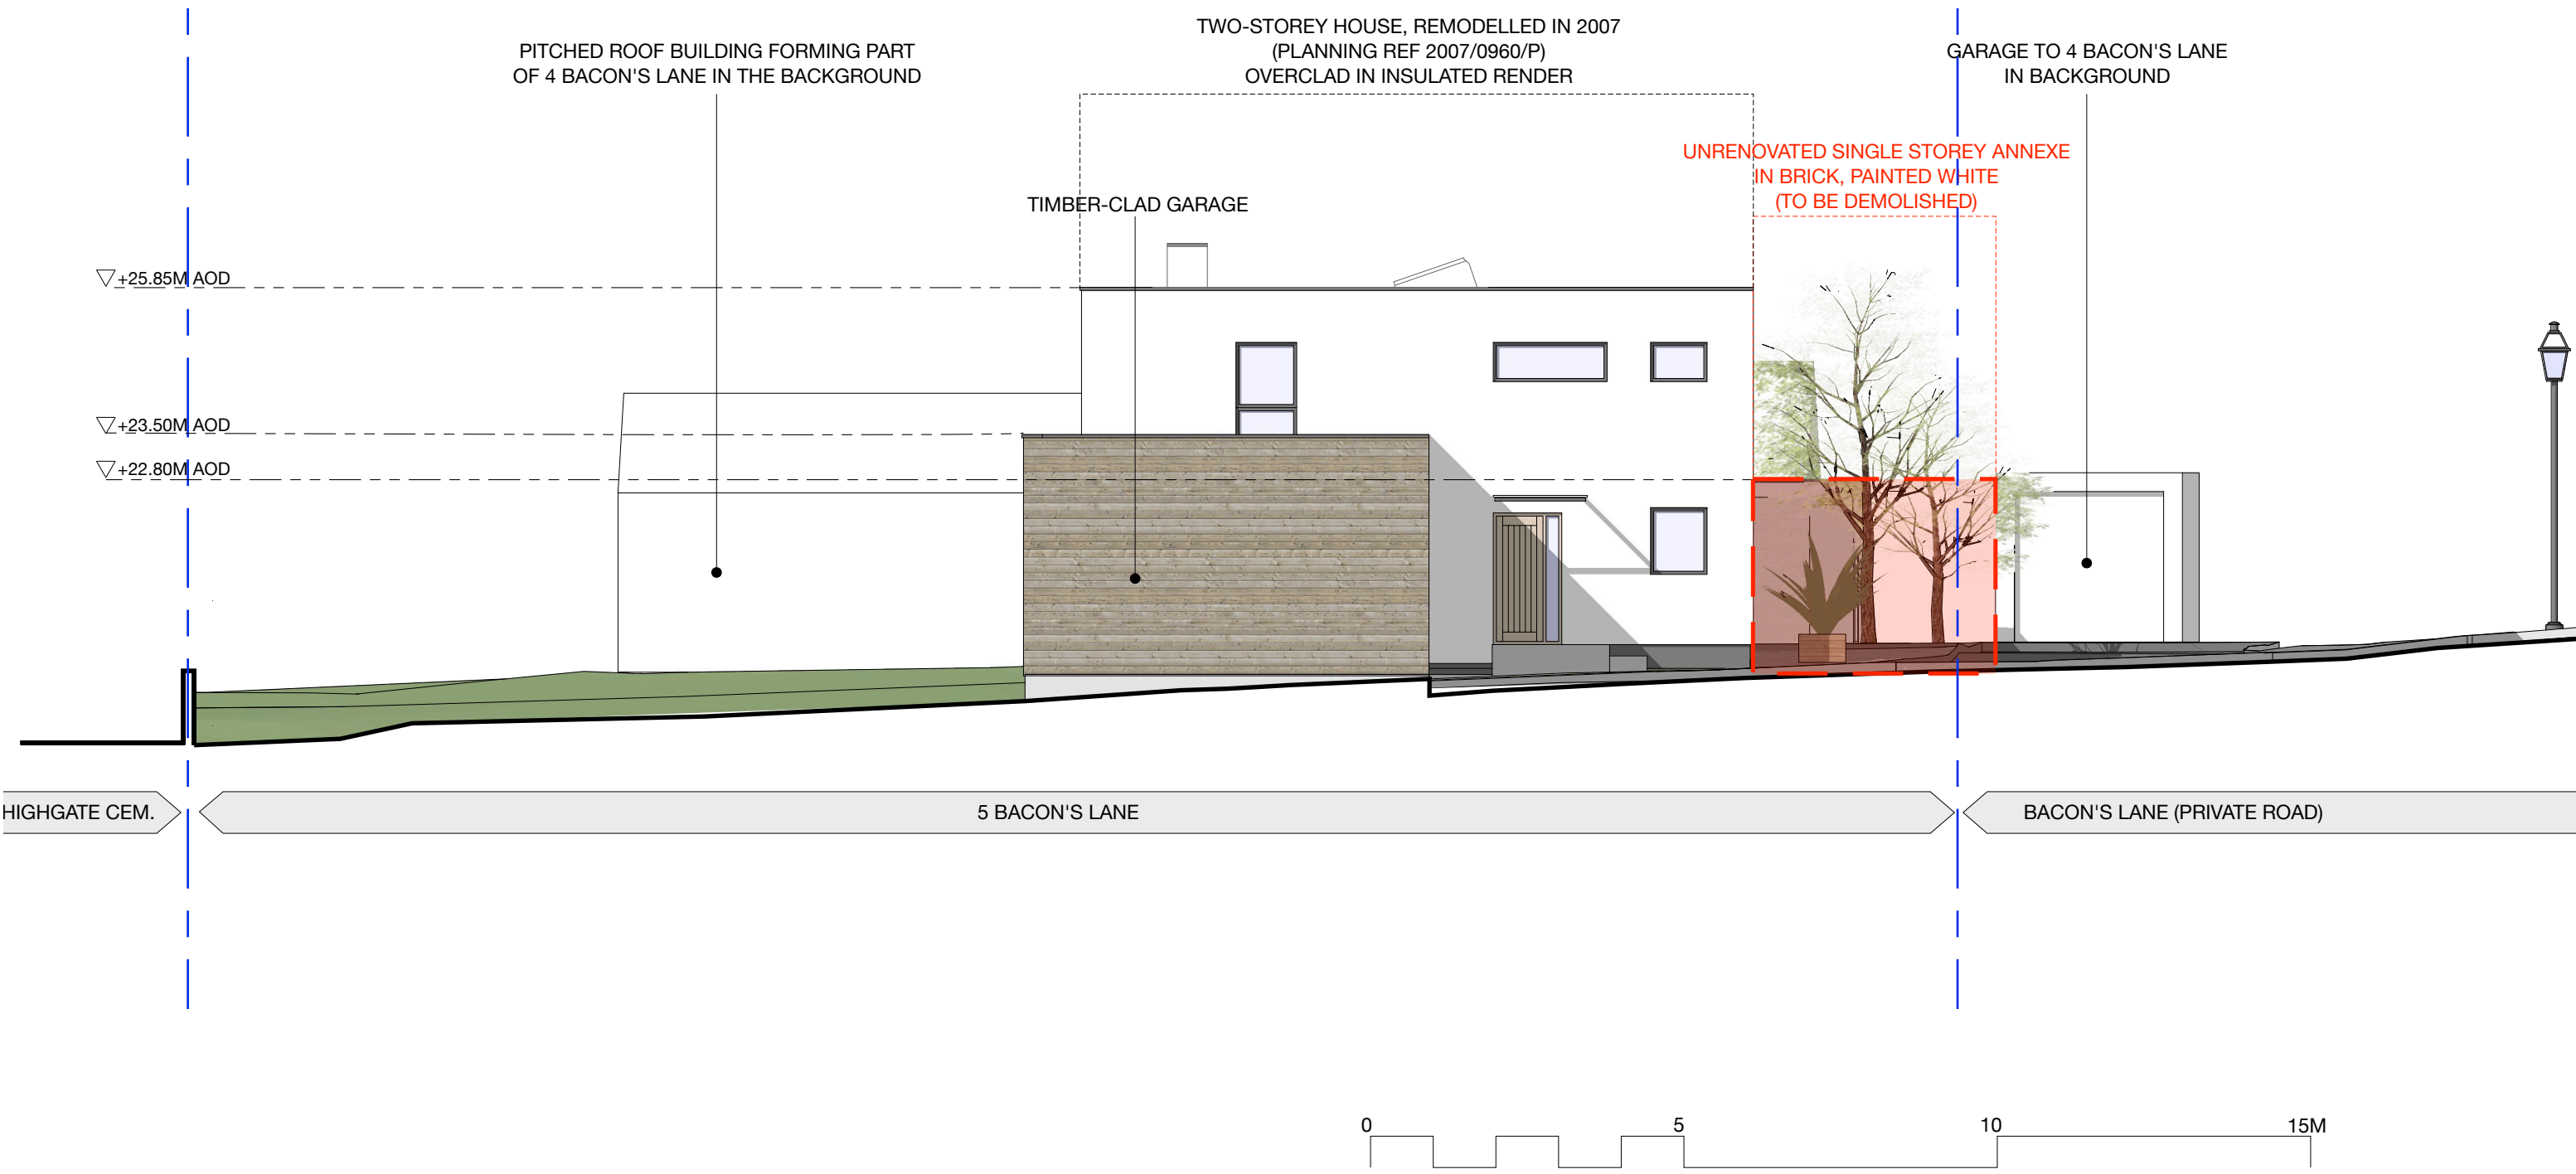 TWO-STOREY HOUSE, REMODELLED IN 2007
(PLANNING REF 2007/0960/P)
OVERCLAD IN INSULATED RENDER
PITCHED ROOF BUILDING FORMING PART
OF 4 BACON'S LANE IN THE BACKGROUND
GARAGE TO 4 BACON'S LANE
IN BACKGROUND
UNRENOVATED SINGLE STOREY ANNEXE
IN BRICK, PAINTED WHITE
(TO BE DEMOLISHED)
TIMBER-CLAD GARAGE
+25.85M AOD
+23.50M AOD
+22.80M AOD
HIGHGATE CEM.
5 BACON'S LANE
BACON'S LANE (PRIVATE ROAD)
0 5 10 15M